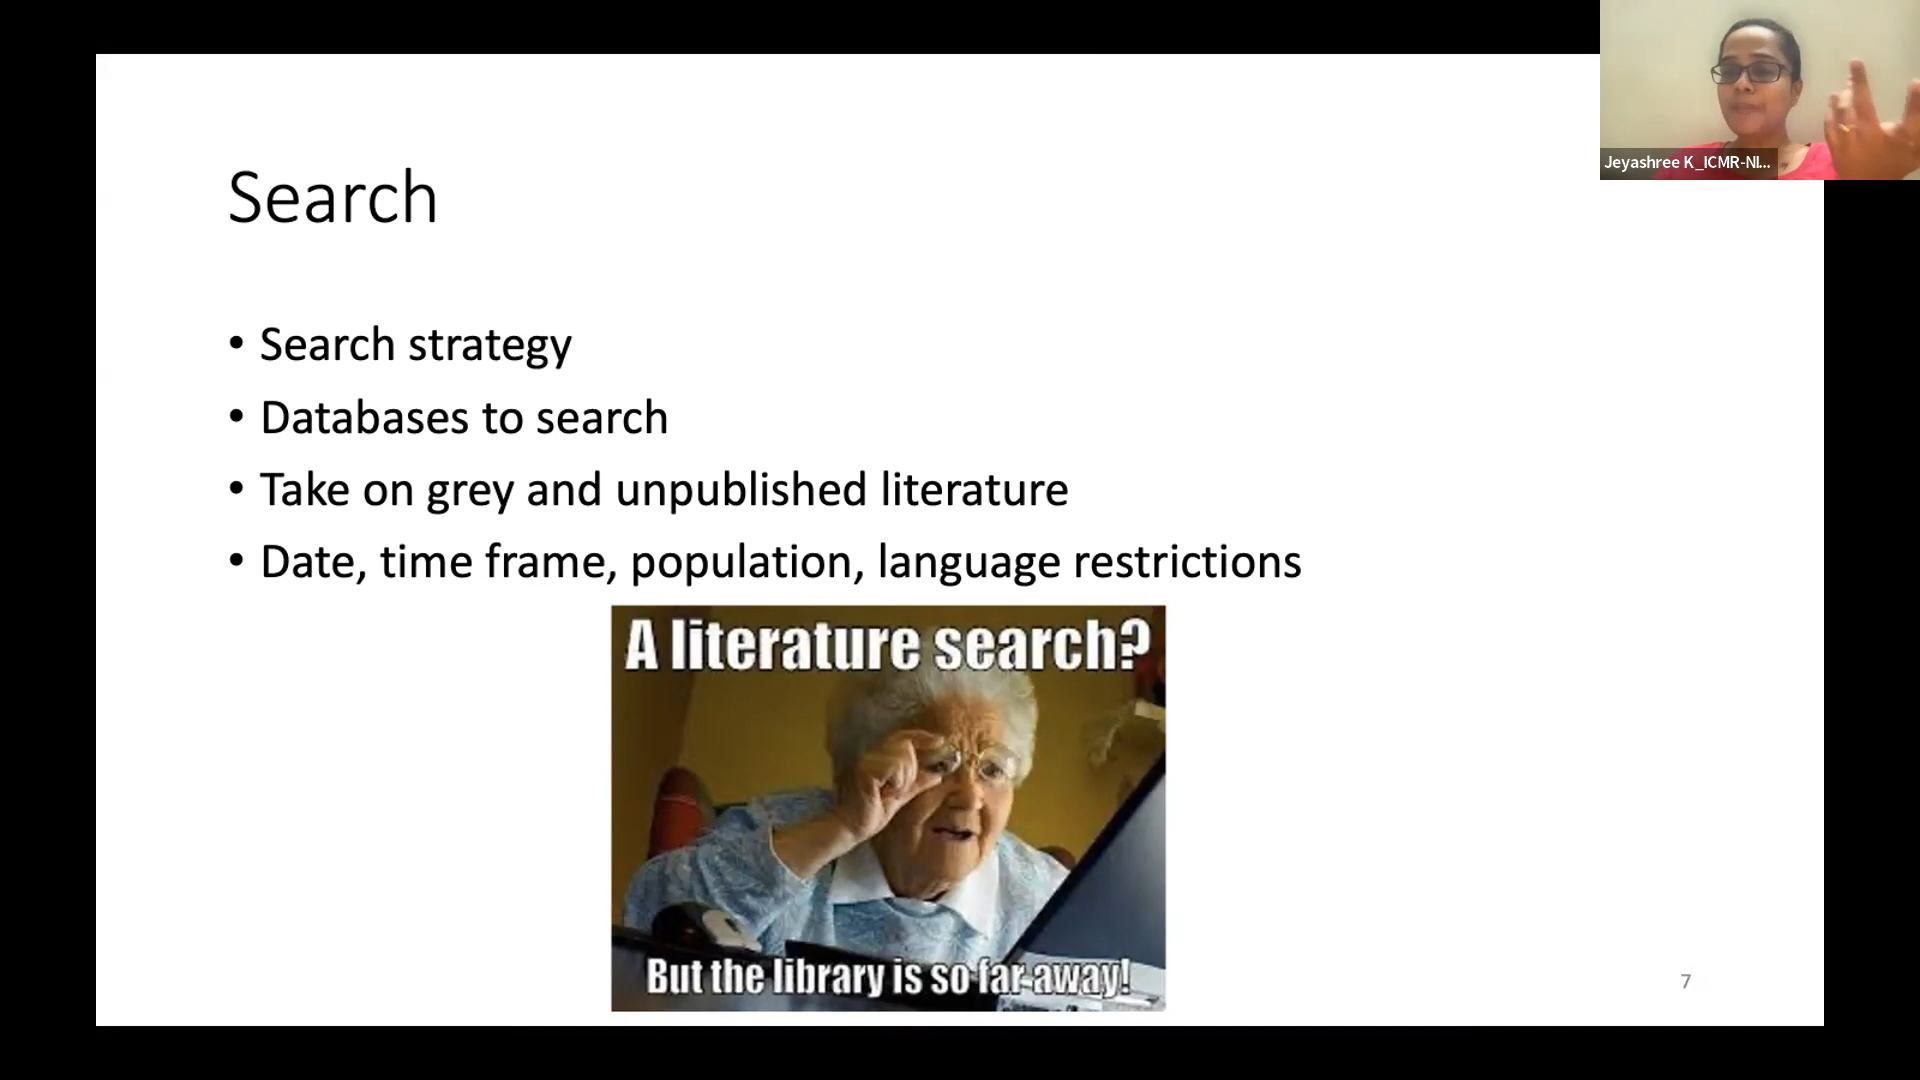 Jeyashree K_ICMR-NI...
Search
• Search strategy
• Databases to search
• Take on grey and unpublished literature
• Date, time frame, population, language restrictions
A literature search?
But the library is so far away!
7